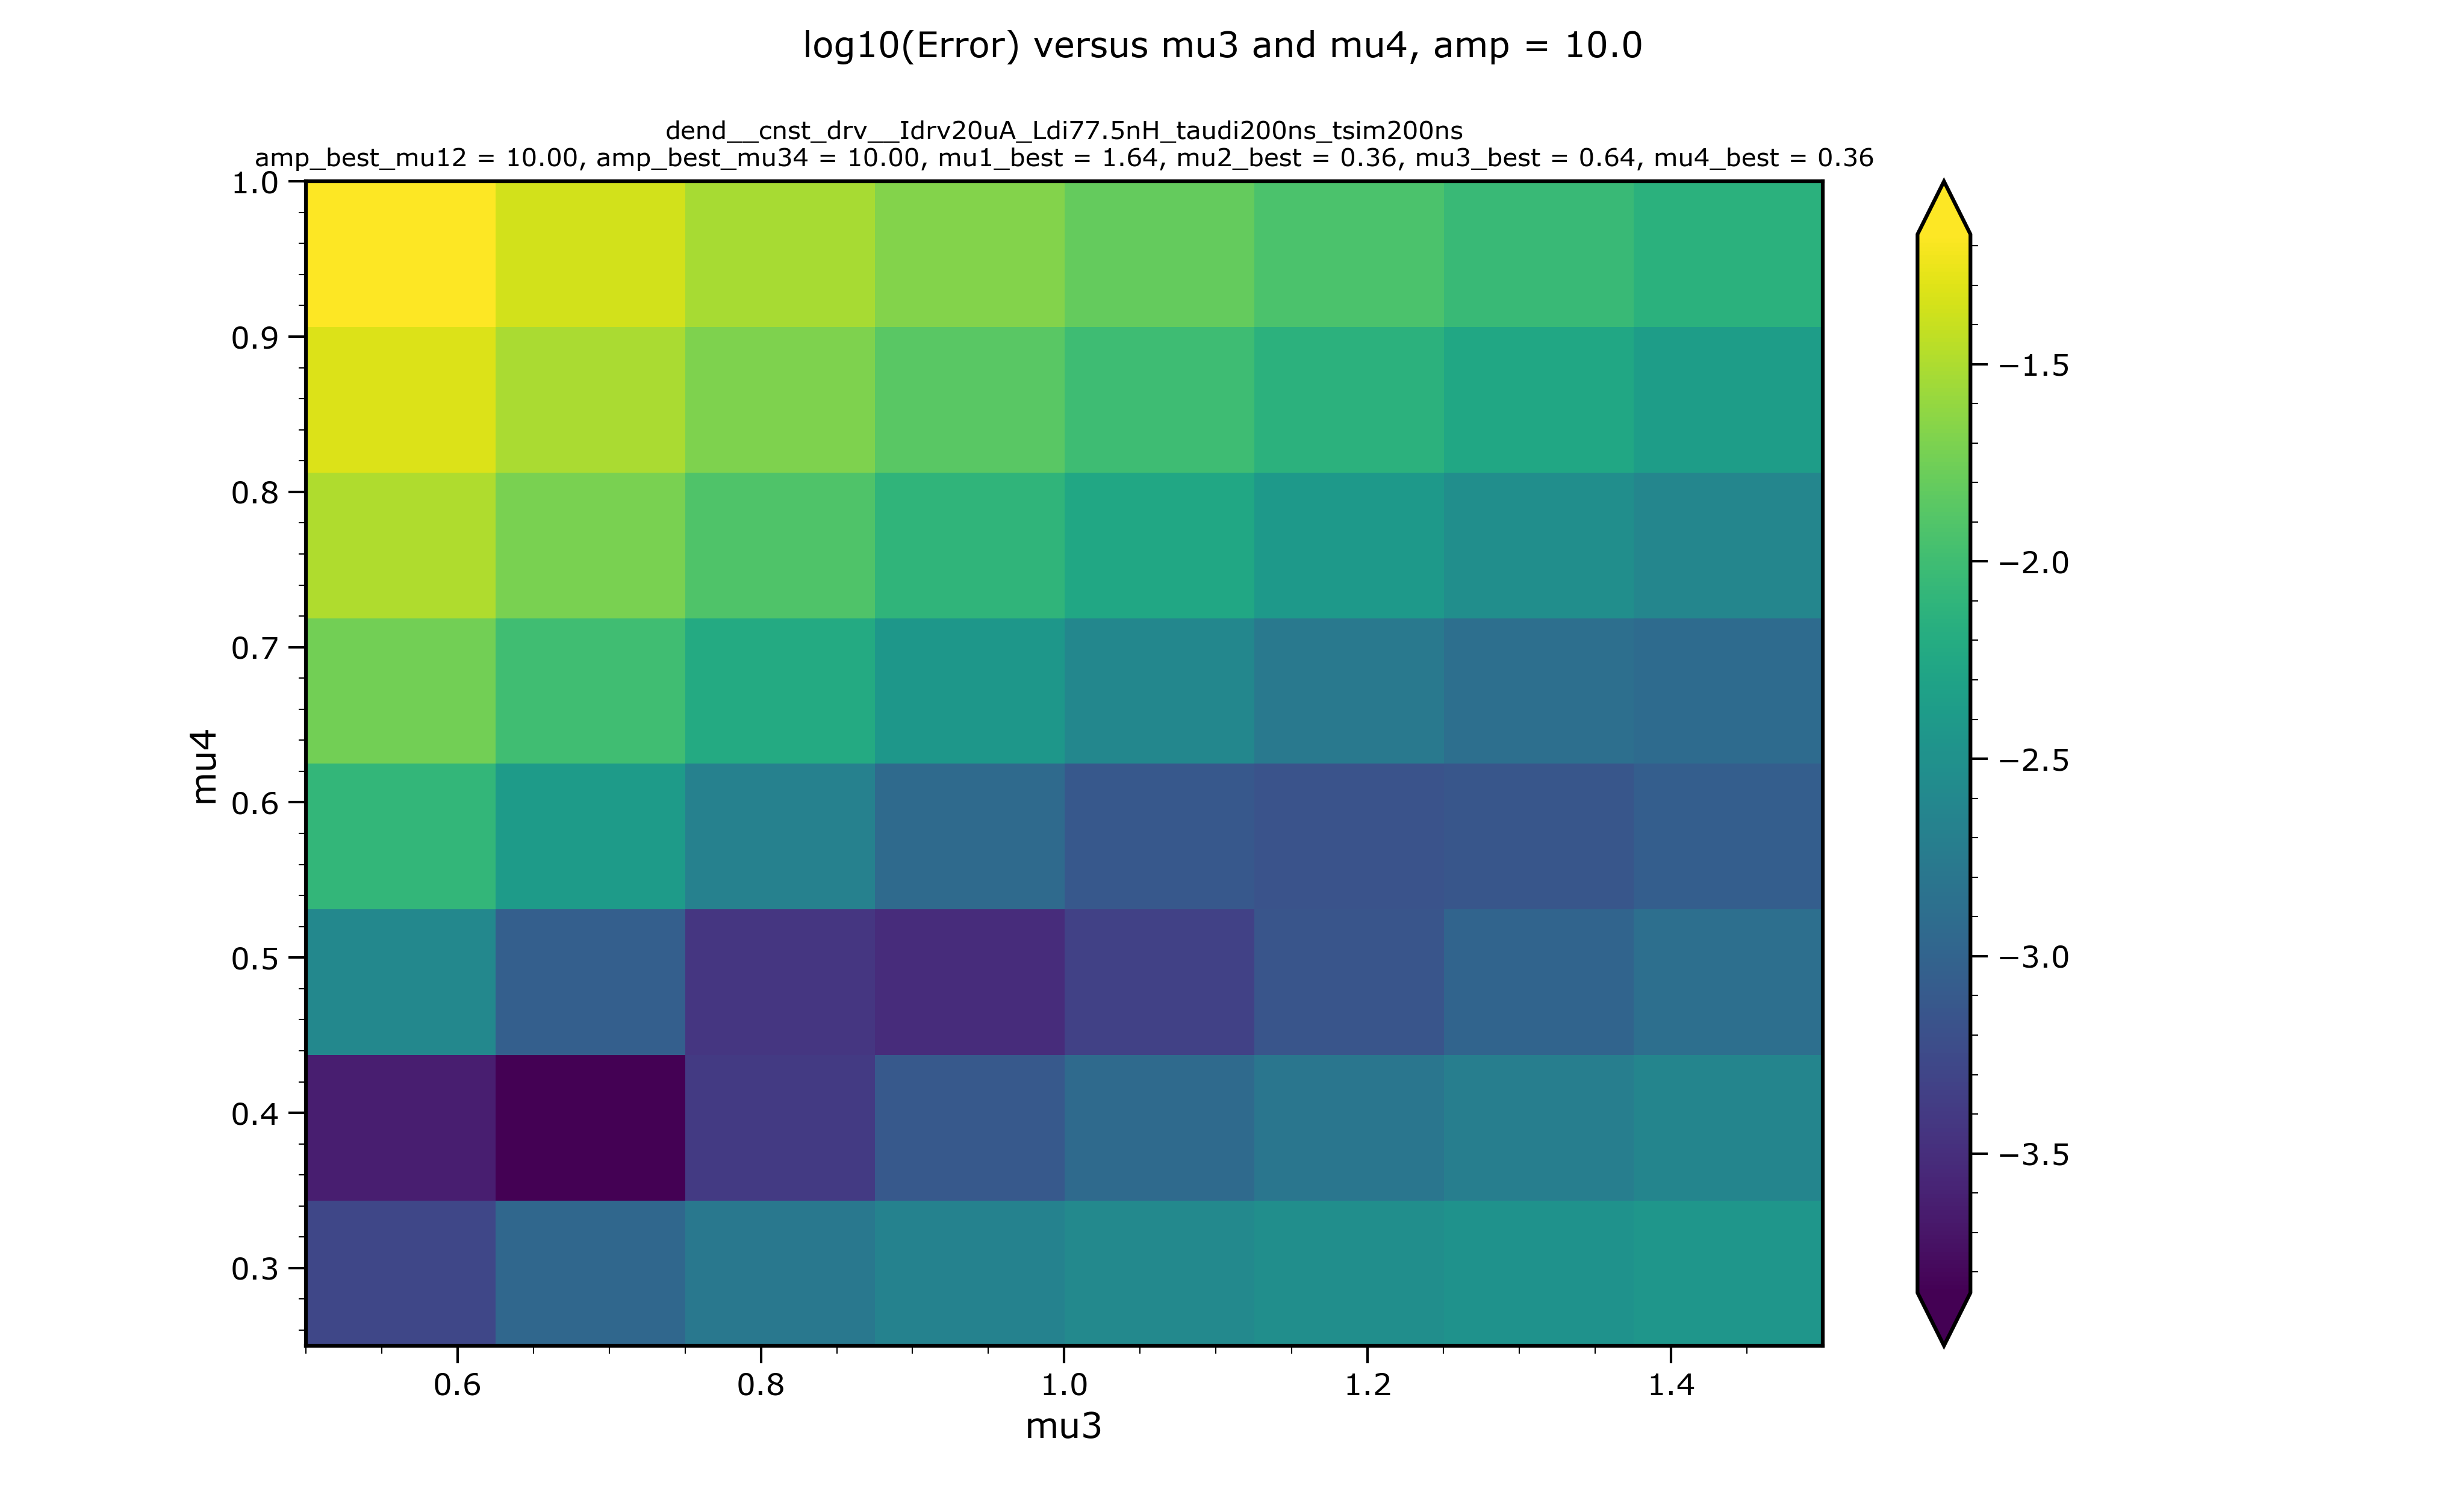 log10(Error) versus mu3 and mu4, amp = 10.0
dend__cnst_drv__Idrv20uA_Ldi77.5nH_taudi200ns_tsim200ns
amp_best_mu12 = 10.00, amp_best_mu34 = 10.00, mu1_best = 1.64, mu2_best = 0.36, mu3_best = 0.64, mu4_best = 0.36
1.0
0.9
0.8
0.7
0.6
0.5
0.4
0.3
mu4
0.6 0.8 1.0 1.2 1.4
mu3
−1.5
−2.0
−2.5
−3.0
−3.5